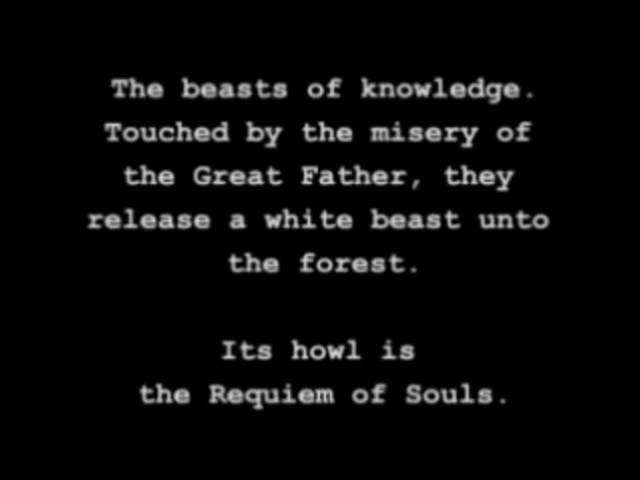 The beasts of knowledge.
Touched by the misery of
the Great Father, they
release a white beast unto
the forest.
Its howl is
the Requiem of Souls.